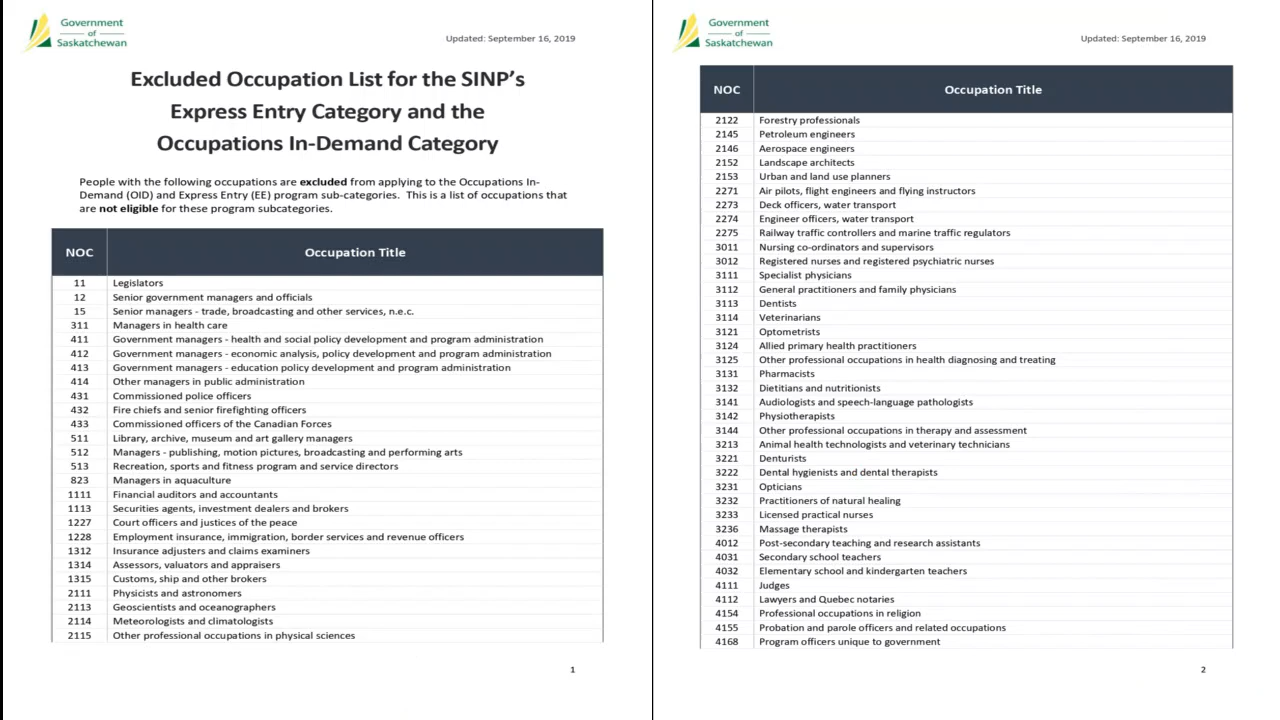 Government
of
Saskatchewan
Updated: September 16, 2019
Excluded Occupation List for the SINP's
Express Entry Category and the
Occupations In-Demand Category
People with the following occupations are excluded from applying to the Occupations In-
Demand (OID) and Express Entry (EE) program sub-categories. This is a list of occupations that
are not eligible for these program subcategories.
NOC Occupation Title
11 Legislators
12 Senior government managers and officials
15 Senior managers - trade, broadcasting and other services, n.e.c.
311 Managers in health care
411 Government managers - health and social policy development and program administration
412 Government managers - economic analysis, policy development and program administration
413 Government managers - education policy development and program administration
414 Other managers in public administration
431 Commissioned police officers
432 Fire chiefs and senior firefighting officers
433 Commissioned officers of the Canadian Forces
511 Library, archive, museum and art gallery managers
512 Managers - publishing, motion pictures, broadcasting and performing arts
513 Recreation, sports and fitness program and service directors
823 Managers in aquaculture
1111 Financial auditors and accountants
1113 Securities agents, investment dealers and brokers
1227 Court officers and justices of the peace
1228 Employment insurance, immigration, border services and revenue officers
1312 Insurance adjusters and claims examiners
1314 Assessors, valuators and appraisers
1315 Customs, ship and other brokers
2111 Physicists and astronomers
2113 Geoscientists and oceanographers
2114 Meteorologists and climatologists
2115 Other professional occupations in physical sciences
1
Government
of
Saskatchewan
Updated: September 16, 2019
NOC Occupation Title
2122 Forestry professionals
2145 Petroleum engineers
2146 Aerospace engineers
2152 Landscape architects
2153 Urban and land use planners
2271 Air pilots, flight engineers and flying instructors
2273 Deck officers, water transport
2274 Engineer officers, water transport
2275 Railway traffic controllers and marine traffic regulators
3011 Nursing co-ordinators and supervisors
3012 Registered nurses and registered psychiatric nurses
3111 Specialist physicians
3112 General practitioners and family physicians
3113 Dentists
3114 Veterinarians
3121 Optometrists
3124 Allied primary health practitioners
3125 Other professional occupations in health diagnosing and treating
3131 Pharmacists
3132 Dietitians and nutritionists
3141 Audiologists and speech-language pathologists
3142 Physiotherapists
3144 Other professional occupations in therapy and assessment
3213 Animal health technologists and veterinary technicians
3221 Denturists
3222 Dental hygienists and dental therapists
3231 Opticians
3232 Practitioners of natural healing
3233 Licensed practical nurses
3236 Massage therapists
4012 Post-secondary teaching and research assistants
4031 Secondary school teachers
4032 Elementary school and kindergarten teachers
4111 Judges
4112 Lawyers and Quebec notaries
4154 Professional occupations in religion
4155 Probation and parole officers and related occupations
4168 Program officers unique to government
2